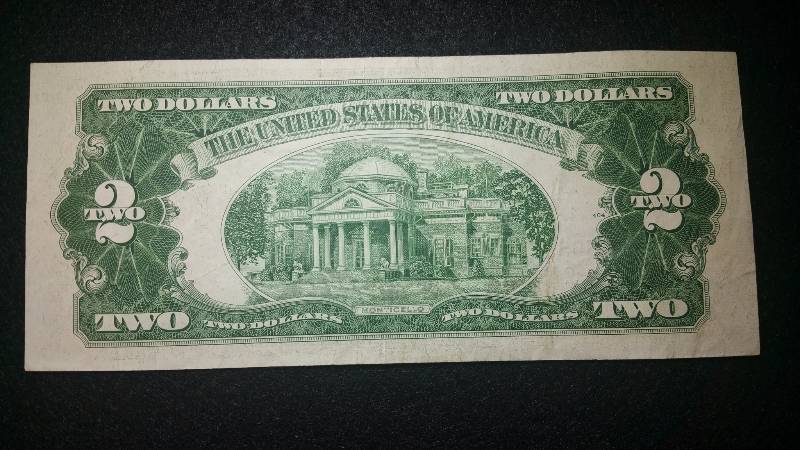 TWO DOLLARS TWO DOLLARS
THE UNITED STATES OF AMERICA
2 2
TWO TWO
MONTICELLO
TWO TWO DOLLARS TWO DOLLARS TWO